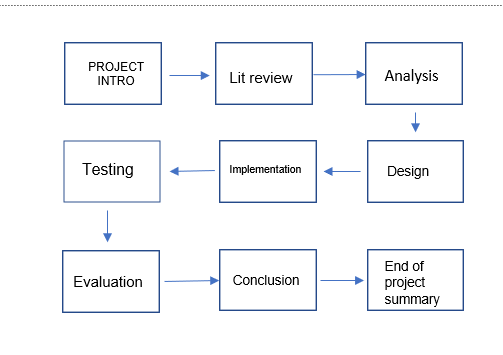 PROJECT
INTRO
Lit review
Analysis
Design
Implementation
Testing
Evaluation
Conclusion
End of
project
summary